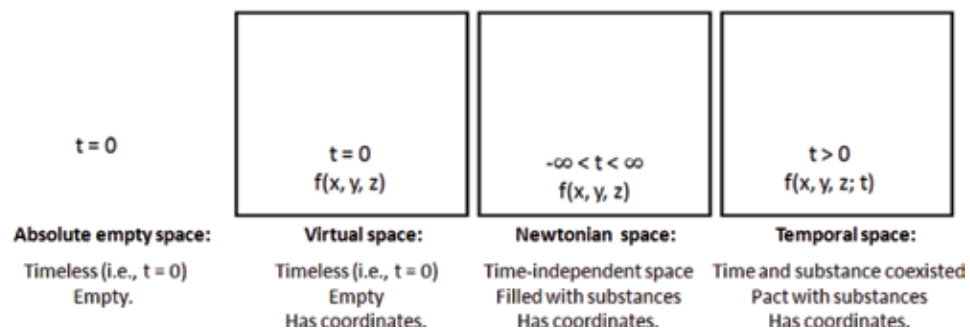 t = 0
t = 0
f(x, y, z)
-∞ < t < ∞
f(x, y, z)
t > 0
f(x, y, z; t)
Absolute empty space:
Timeless (i.e., t = 0)
Empty.
Virtual space:
Timeless (i.e., t = 0)
Empty
Has coordinates.
Newtonian space:
Time-independent space
Filled with substances
Has coordinates.
Temporal space:
Time and substance coexisted
Pact with substances
Has coordinates.